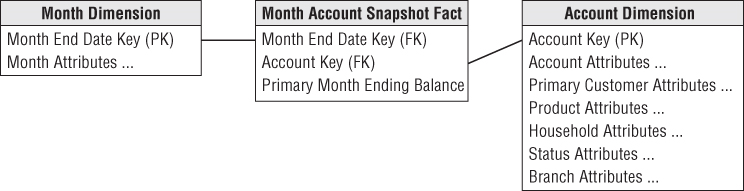 Month Dimension
Month End Date Key (PK)
Month Attributes ...
Month Account Snapshot Fact
Month End Date Key (FK)
Account Key (FK)
Primary Month Ending Balance
Account Dimension
Account Key (PK)
Account Attributes ...
Primary Customer Attributes ...
Product Attributes ...
Household Attributes ...
Status Attributes ...
Branch Attributes ...